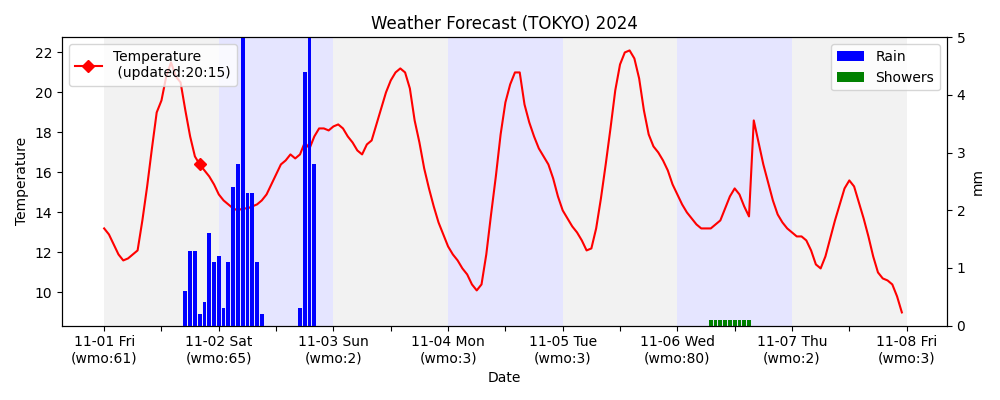 Weather Forecast (TOKYO) 2024
Temperature
(updated:20:15)
Rain
Showers
Temperature
22
20
18
16
14
12
10
5
4
3
2
1
0
mm
11-01 Fri
(wmo:61)
11-02 Sat
(wmo:65)
11-03 Sun
(wmo:2)
11-04 Mon
(wmo:3)
11-05 Tue
(wmo:3)
11-06 Wed
(wmo:80)
11-07 Thu
(wmo:2)
11-08 Fri
(wmo:3)
Date